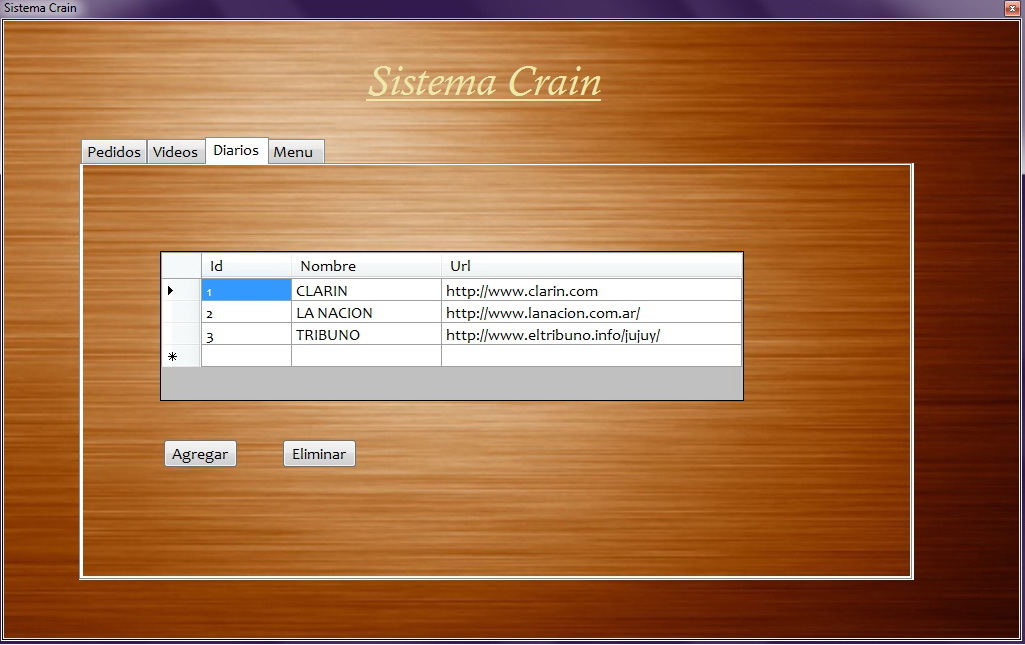 Sistema Crain
Sistema Crain
Pedidos Videos Diarios Menu
Id Nombre Url
1 CLARIN http://www.clarin.com
2 LA NACION http://www.lanacion.com.ar/
3 TRIBUNO http://www.eltribuno.info/jujuy/
Agregar Eliminar